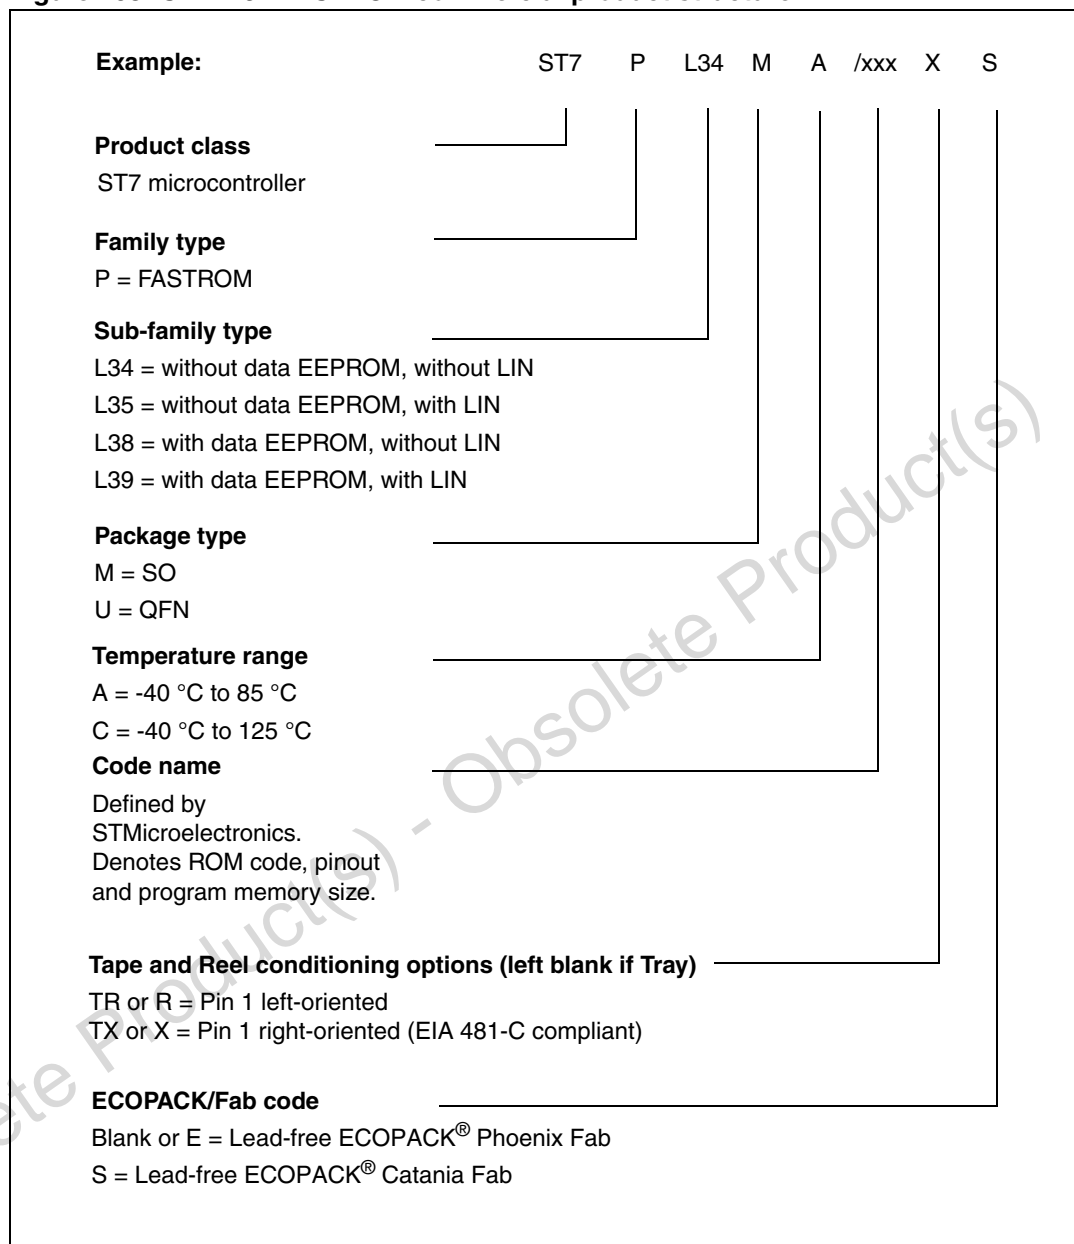 Example: ST7 P L34 M A /xxx X S
Product class
ST7 microcontroller
Family type
P = FASTROM
Sub-family type
L34 = without data EEPROM, without LIN
L35 = without data EEPROM, with LIN
L38 = with data EEPROM, without LIN
L39 = with data EEPROM, with LIN
Package type
M = SO
U = QFN
Temperature range
A = -40 °C to 85 °C
C = -40 °C to 125 °C
Code name
Defined by
STMicroelectronics.
Denotes ROM code, pinout
and program memory size.
Tape and Reel conditioning options (left blank if Tray)
TR or R = Pin 1 left-oriented
TX or X = Pin 1 right-oriented (EIA 481-C compliant)
ECOPACK/Fab code
Blank or E = Lead-free ECOPACK® Phoenix Fab
S = Lead-free ECOPACK® Catania Fab
ete Product(s) - Obsolete Product(s)